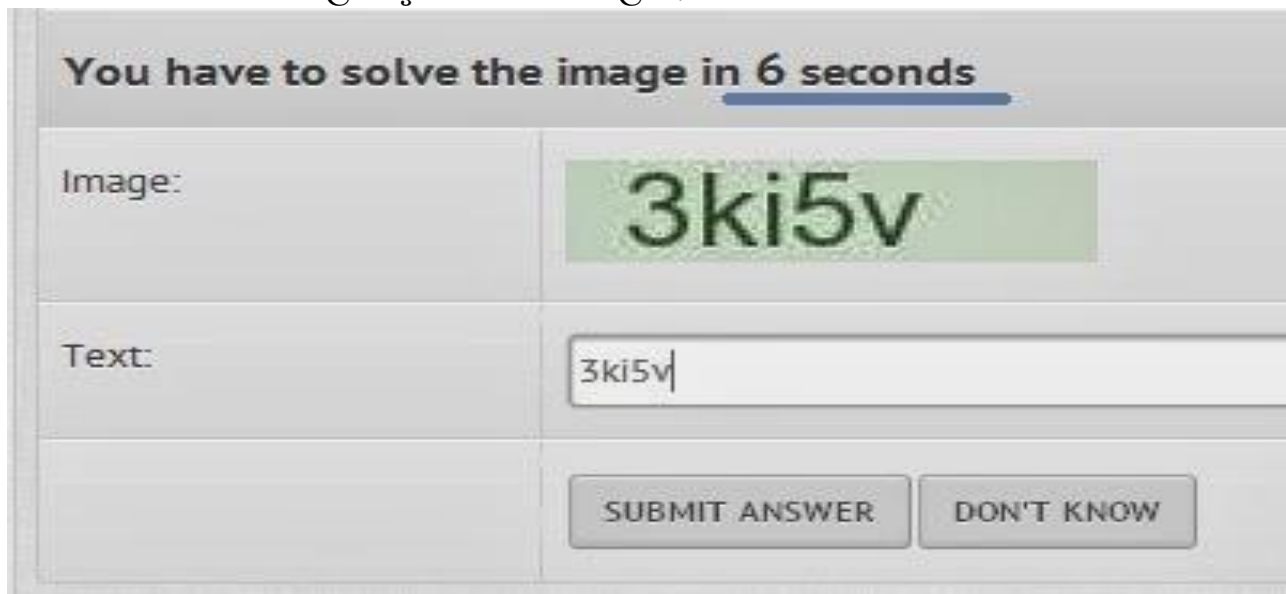 You have to solve the image in 6 seconds
Image:
3ki5v
Text:
3ki5v
SUBMIT ANSWER DON'T KNOW